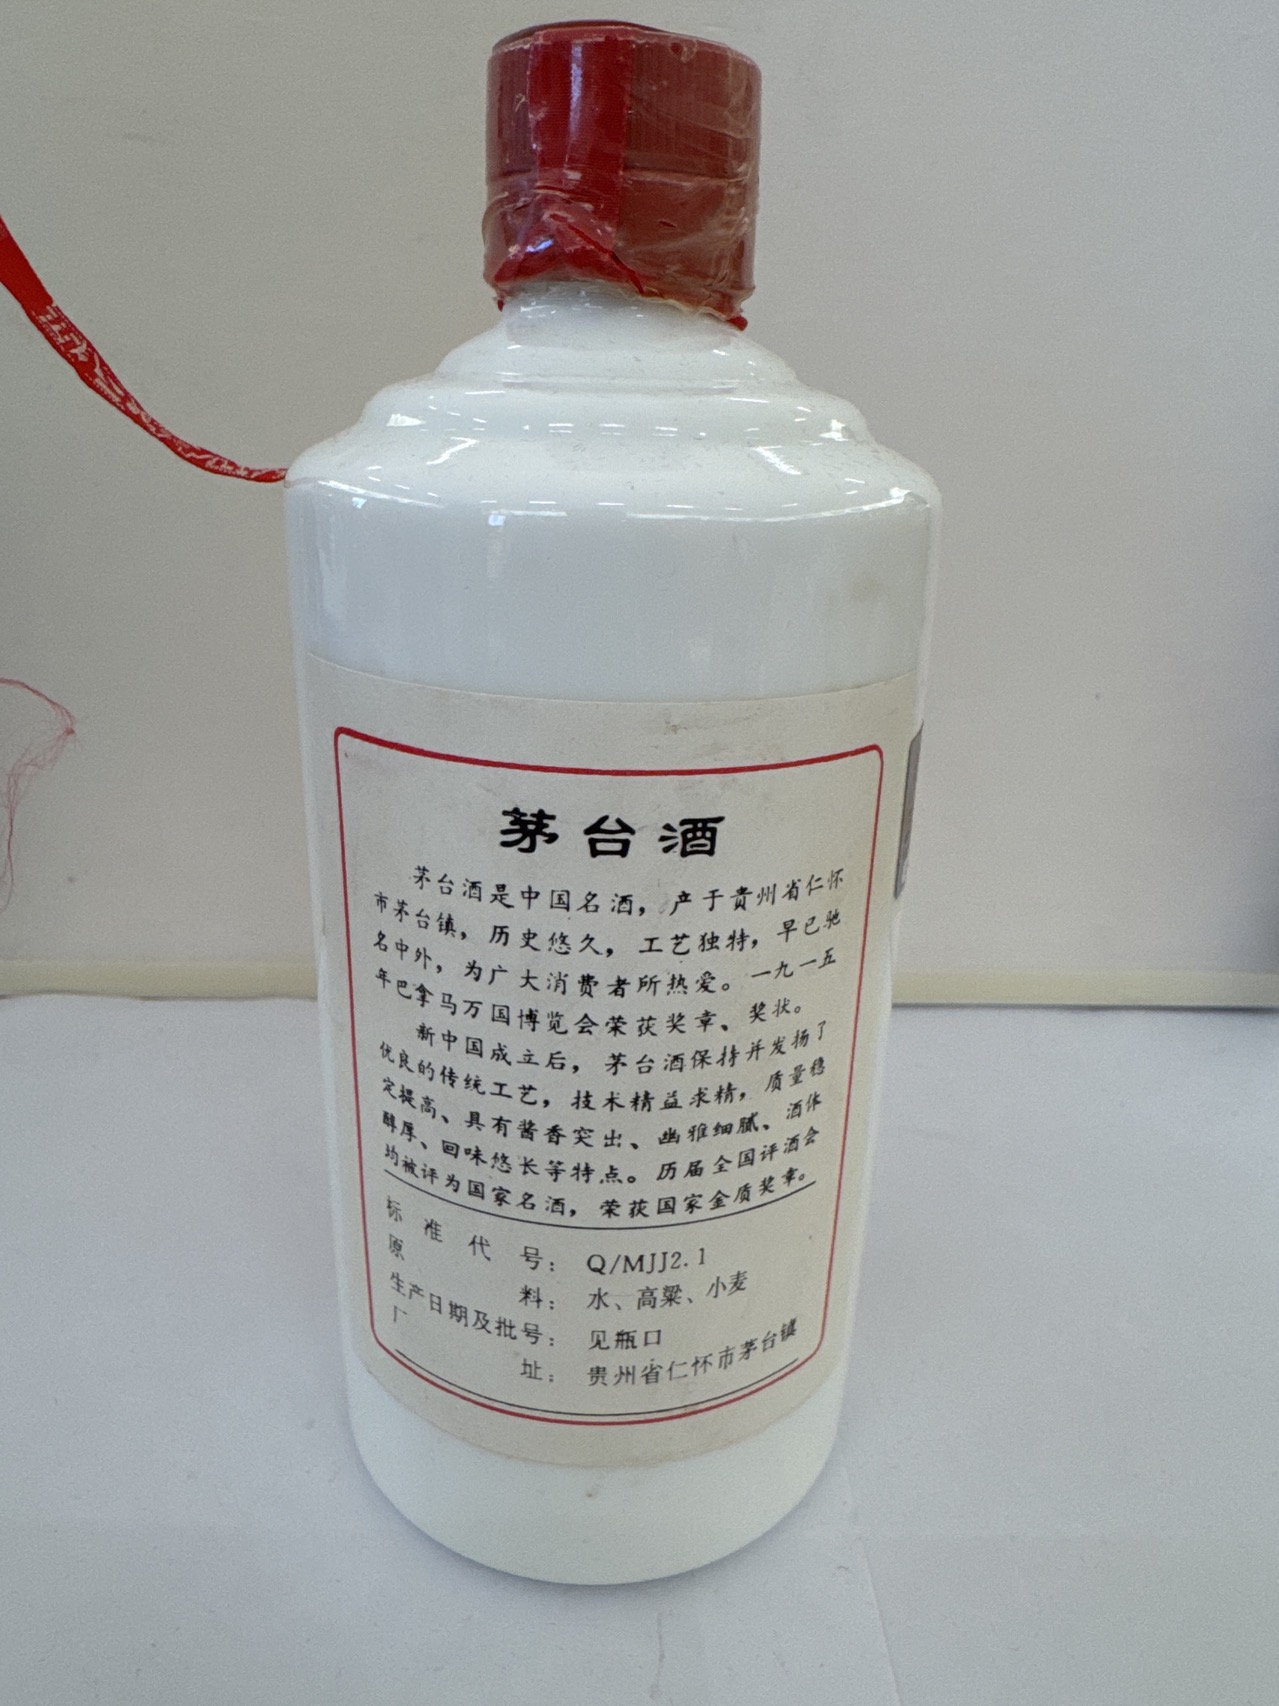 茅台酒
茅台酒是中国名酒，产于贵州省仁怀
市茅台镇，历史悠久，工艺独特，早已驰
名中外，为广大消费者所热爱。一九一五
年巴拿马万国博览会荣获奖章、奖状。
新中国成立后，茅台酒保持并发扬了
优良的传统工艺，技术精益求精，质量稳
定提高、具有酱香突出、幽雅细腻、酒体
醇厚、回味悠长等特点。历届全国评酒会
均被评为国家名酒，荣获国家金质奖章。
标准代号：Q/MJJ2.1
原料：水、高粱、小麦
生产日期及批号：见瓶口
厂址：贵州省仁怀市茅台镇